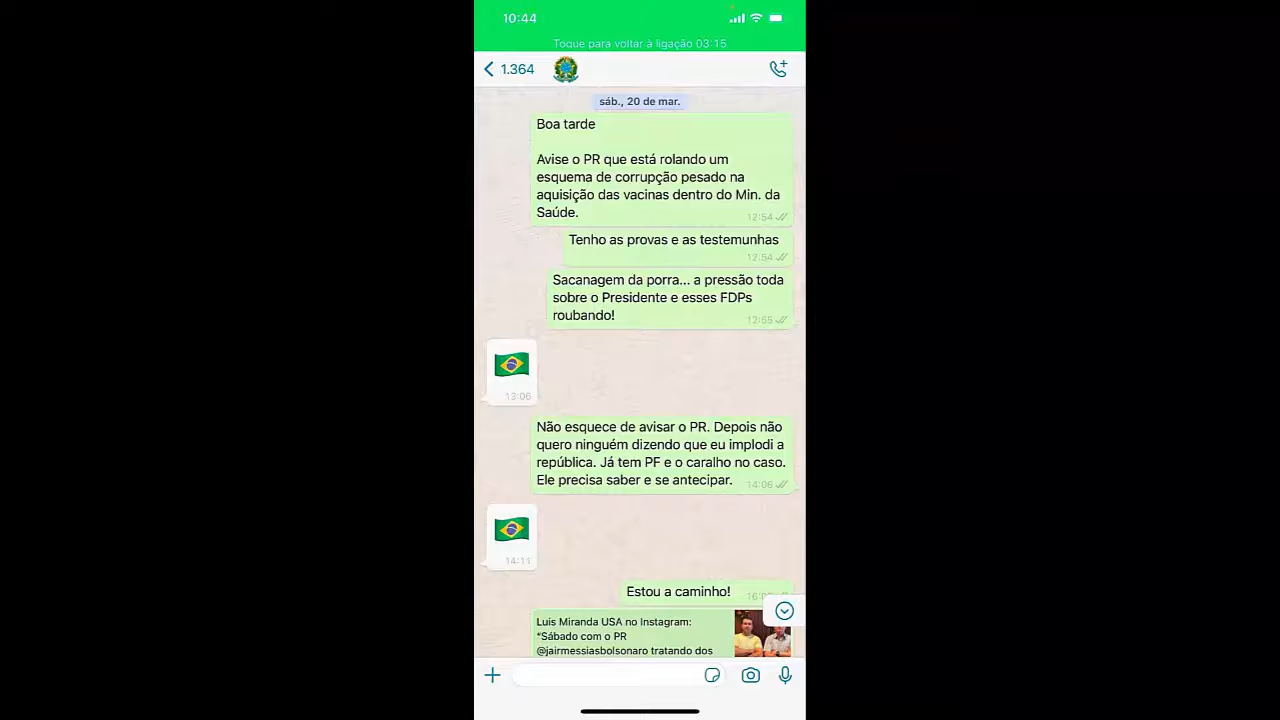 10:44
Toque para voltar à ligação 03:15
1.364
sáb., 20 de mar.
Boa tarde
Avise o PR que está rolando um
esquema de corrupção pesado na
aquisição das vacinas dentro do Min. da
Saúde.
12:54
Tenho as provas e as testemunhas
12:54
Sacanagem da porra... a pressão toda
sobre o Presidente e esses FDPs
roubando!
12:55
13:06
Não esquece de avisar o PR. Depois não
quero ninguém dizendo que eu implodi a
república. Já tem PF e o caralho no caso.
Ele precisa saber e se antecipar.
14:06
14:11
Estou a caminho!
Luis Miranda USA no Instagram:
“Sábado com o PR
@jairmessiasbolsonaro tratando dos